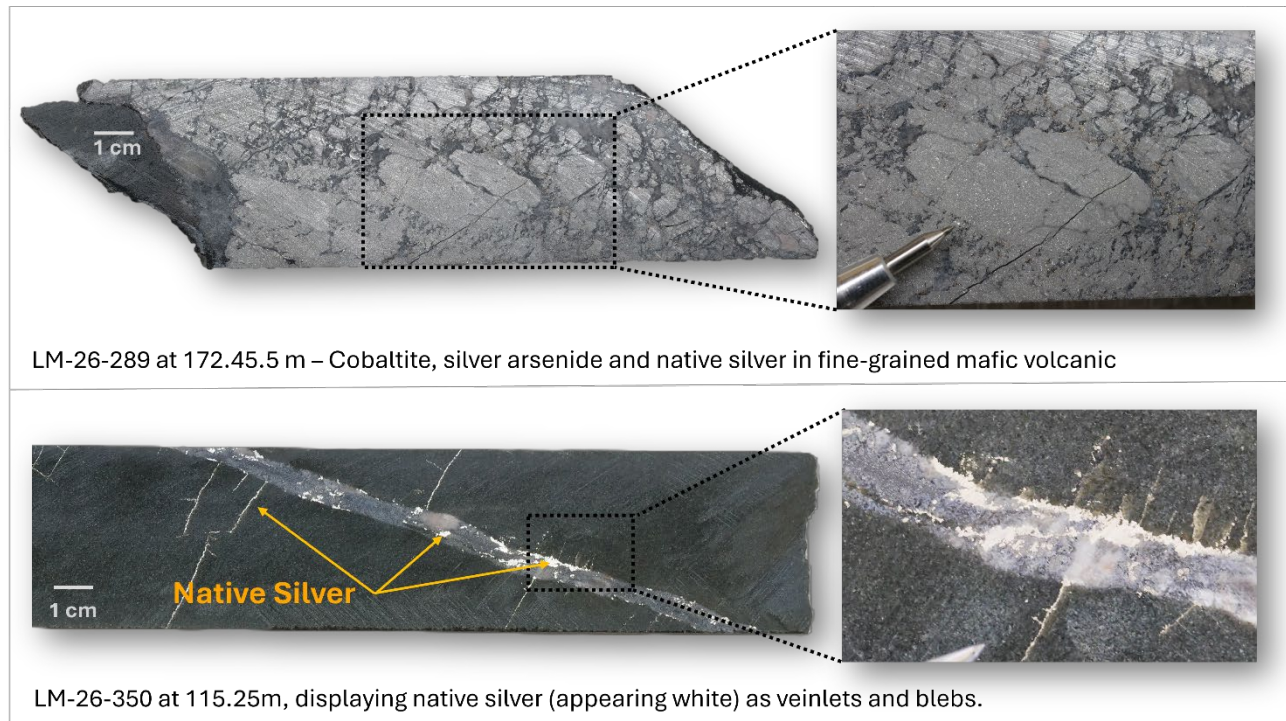 1 cm
LM-26-289 at 172.45.5 m – Cobaltite, silver arsenide and native silver in fine-grained mafic volcanic
Native Silver
1 cm
LM-26-350 at 115.25m, displaying native silver (appearing white) as veinlets and blebs.